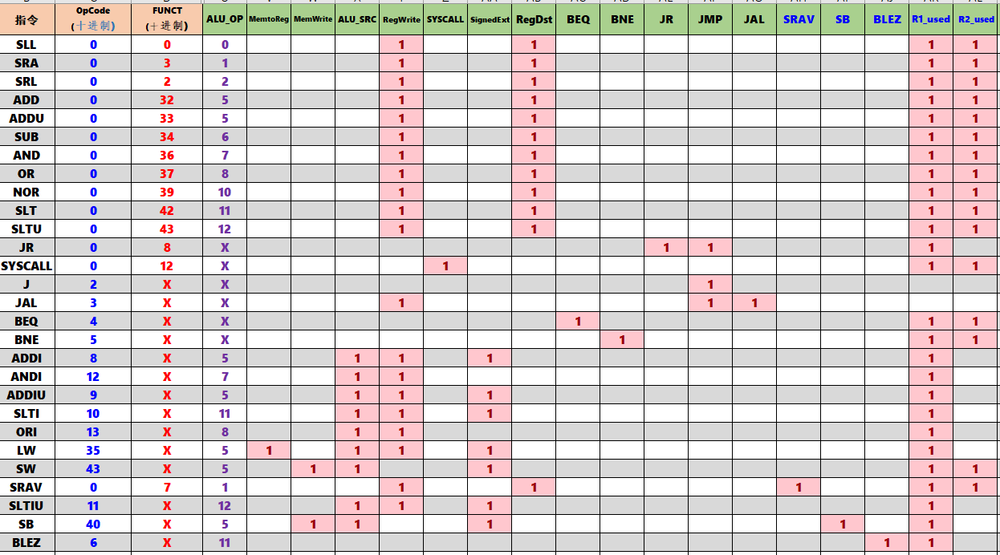 指令 OpCode (十进制) FUNCT (十进制) ALU_OP MemtoReg MemWrite ALU_SRC RegWrite SYSCALL SignedExt RegDst BEQ BNE JR JMP JAL SRAV SB BLEZ R1_used R2_used
SLL 0 0 0 1 1 1 1
SRA 0 3 1 1 1 1 1
SRL 0 2 2 1 1 1 1
ADD 0 32 5 1 1 1 1
ADDU 0 33 5 1 1 1 1
SUB 0 34 6 1 1 1 1
AND 0 36 7 1 1 1 1
OR 0 37 8 1 1 1 1
NOR 0 39 10 1 1 1 1
SLT 0 42 11 1 1 1 1
SLTU 0 43 12 1 1 1 1
JR 0 8 X 1 1 1
SYSCALL 0 12 X 1 1 1
J 2 X X 1
JAL 3 X X 1 1 1
BEQ 4 X X 1 1 1
BNE 5 X X 1 1 1
ADDI 8 X 5 1 1 1 1
ANDI 12 X 7 1 1 1
ADDIU 9 X 5 1 1 1 1
SLTI 10 X 11 1 1 1 1
ORI 13 X 8 1 1 1
LW 35 X 5 1 1 1 1 1
SW 43 X 5 1 1 1 1 1
SRAV 0 7 1 1 1 1 1 1
SLTIU 11 X 12 1 1 1 1
SB 40 X 5 1 1 1 1 1
BLEZ 6 X 11 1 1